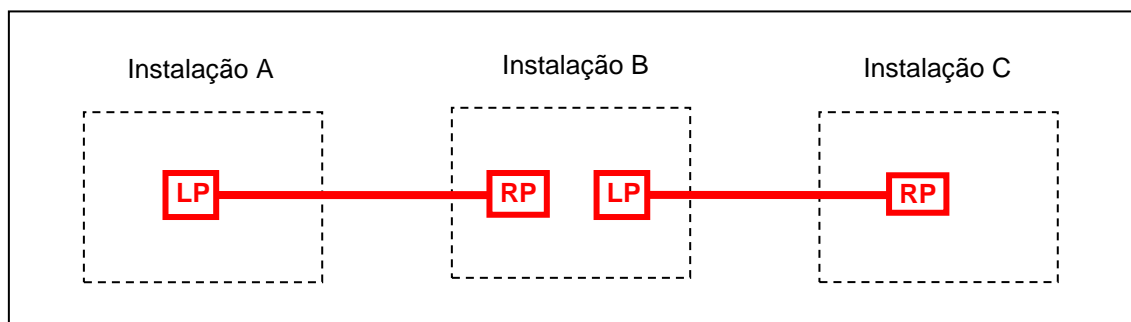 Instalação A
Instalação B
Instalação C
LP
RP
LP
RP